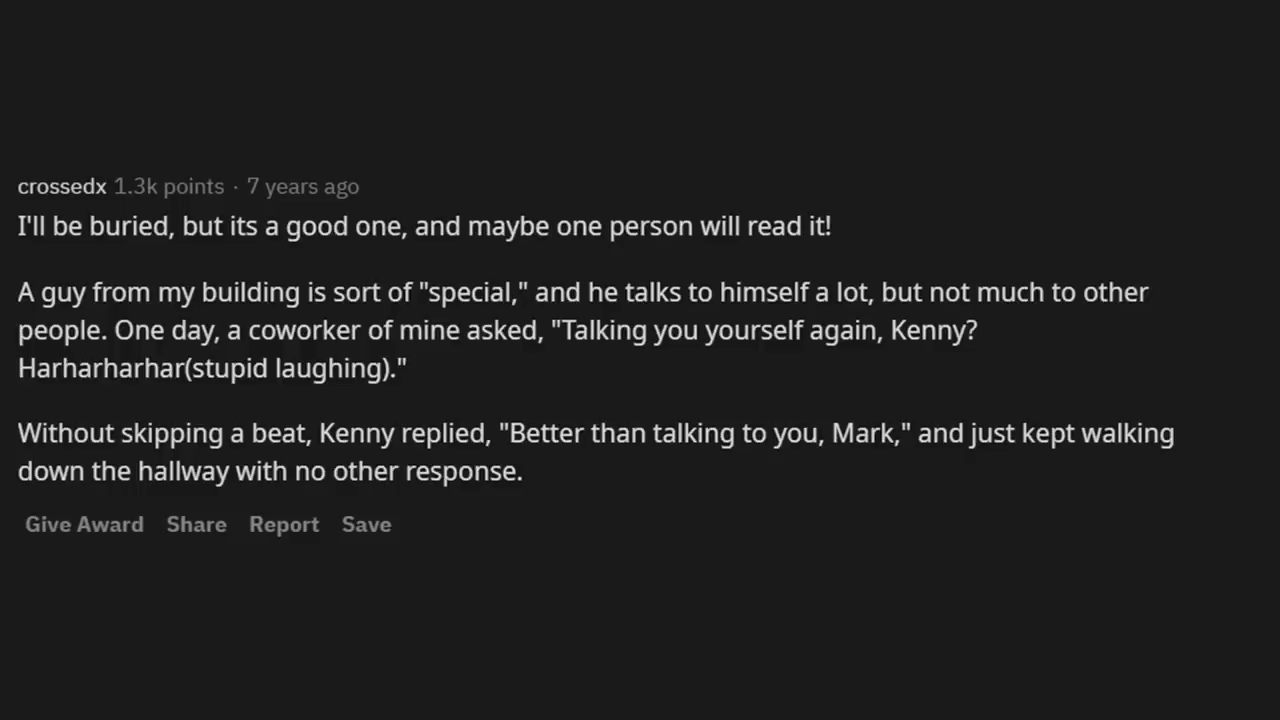 crossedx 1.3k points · 7 years ago
I'll be buried, but its a good one, and maybe one person will read it!
A guy from my building is sort of "special," and he talks to himself a lot, but not much to other
people. One day, a coworker of mine asked, "Talking you yourself again, Kenny?
Harharharhar(stupid laughing)."
Without skipping a beat, Kenny replied, "Better than talking to you, Mark," and just kept walking
down the hallway with no other response.
Give Award Share Report Save